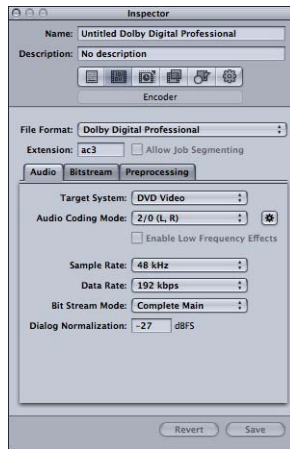 Inspector
Name: Untitled Dolby Digital Professional
Description: No description
Encoder
File Format: Dolby Digital Professional
Extension: ac3 Allow Job Segmenting
Audio Bitstream Preprocessing
Target System: DVD Video
Audio Coding Mode: 2/0 (L, R)
Enable Low Frequency Effects
Sample Rate: 48 kHz
Data Rate: 192 kbps
Bit Stream Mode: Complete Main
Dialog Normalization: -27 dBFS
Revert Save